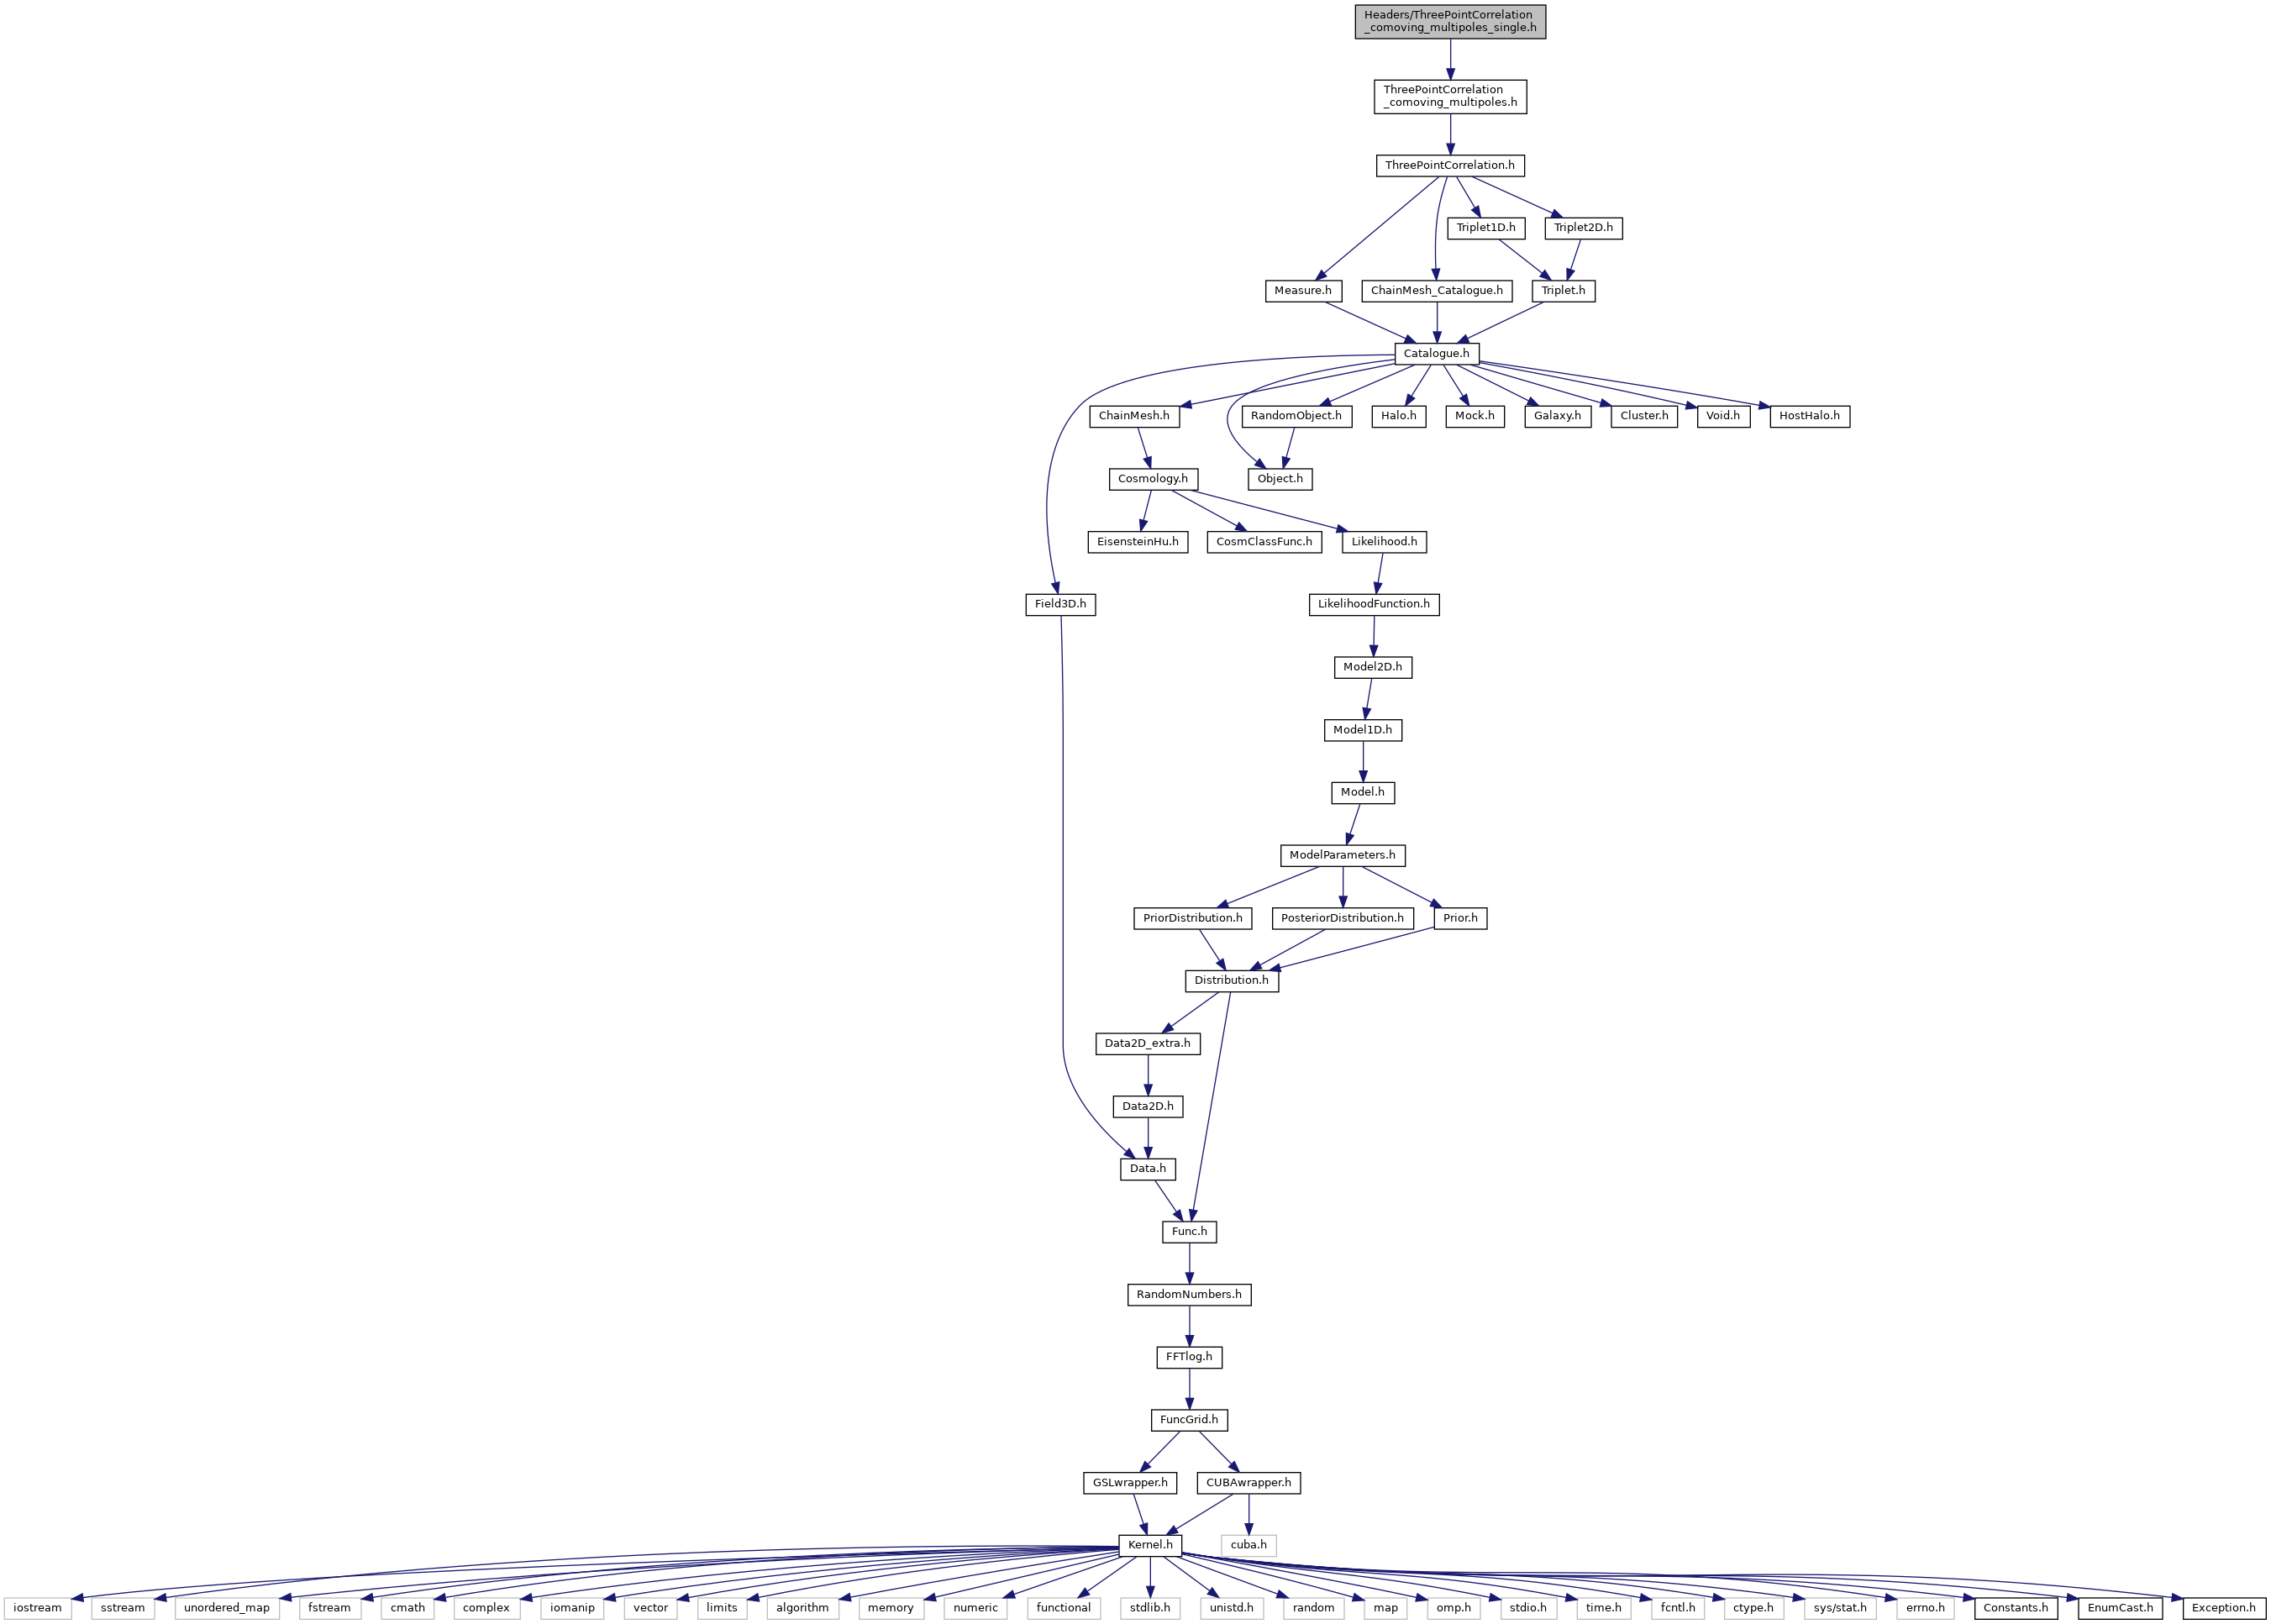 Headers/ThreePointCorrelation
_comoving_multipoles_single.h
ThreePointCorrelation
_comoving_multipoles.h
ThreePointCorrelation.h
Triplet1D.h
Triplet2D.h
Measure.h
ChainMesh_Catalogue.h
Triplet.h
Catalogue.h
ChainMesh.h
RandomObject.h
Halo.h
Mock.h
Galaxy.h
Cluster.h
Void.h
HostHalo.h
Cosmology.h
Object.h
EisensteinHu.h
CosmClassFunc.h
Likelihood.h
Field3D.h
LikelihoodFunction.h
Model2D.h
Model1D.h
Model.h
ModelParameters.h
PriorDistribution.h
PosteriorDistribution.h
Prior.h
Distribution.h
Data2D_extra.h
Data2D.h
Data.h
Func.h
RandomNumbers.h
FFTlog.h
FuncGrid.h
GSLwrapper.h
CUBAwrapper.h
Kernel.h
cuba.h
iostream
sstream
unordered_map
fstream
cmath
complex
iomanip
vector
limits
algorithm
memory
numeric
functional
stdlib.h
unistd.h
random
map
omp.h
stdio.h
time.h
fcntl.h
ctype.h
sys/stat.h
errno.h
Constants.h
EnumCast.h
Exception.h